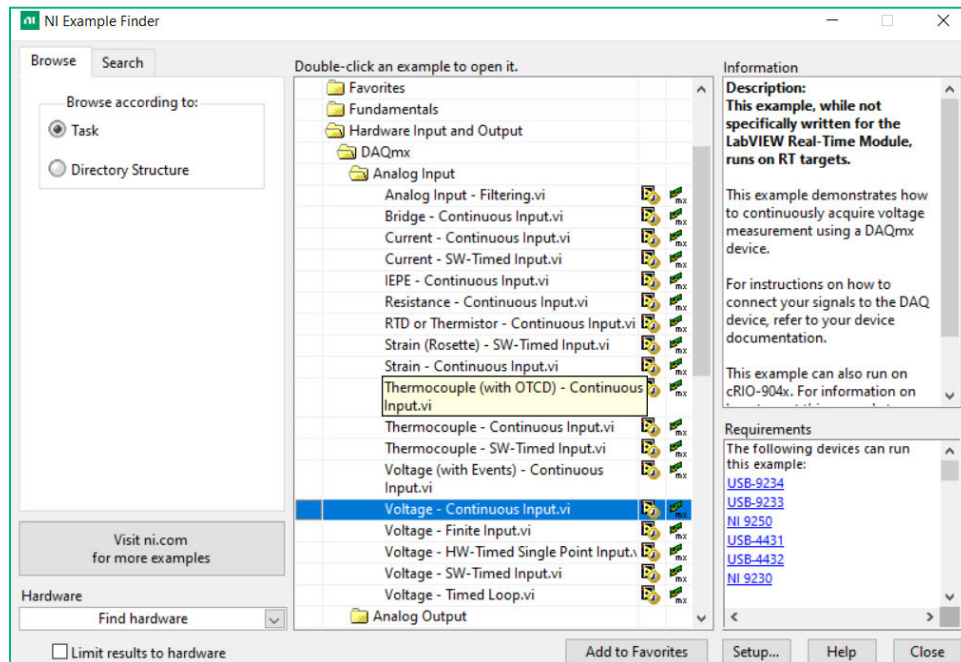 NI Example Finder
Browse
Search
Browse according to:
Task
Directory Structure
Visit ni.com
for more examples
Hardware
Find hardware
Limit results to hardware
Double-click an example to open it.
Favorites
Fundamentals
Hardware Input and Output
DAQmx
Analog Input
Analog Input - Filtering.vi
Bridge - Continuous Input.vi
Current - Continuous Input.vi
Current - SW-Timed Input.vi
IEPE - Continuous Input.vi
Resistance - Continuous Input.vi
RTD or Thermistor - Continuous Input.vi
Strain (Rosette) - SW-Timed Input.vi
Strain - Continuous Input.vi
Thermocouple (with OTCD) - Continuous
Input.vi
Thermocouple - Continuous Input.vi
Thermocouple - SW-Timed Input.vi
Voltage (with Events) - Continuous
Input.vi
Voltage - Continuous Input.vi
Voltage - Finite Input.vi
Voltage - HW-Timed Single Point Input.
Voltage - SW-Timed Input.vi
Voltage - Timed Loop.vi
Analog Output
Add to Favorites
Information
Description:
This example, while not
specifically written for the
LabVIEW Real-Time Module,
runs on RT targets.
This example demonstrates how
to continuously acquire voltage
measurement using a DAQmx
device.
For instructions on how to
connect your signals to the DAQ
device, refer to your device
documentation.
This example can also run on
cRIO-904x. For information on
Requirements
The following devices can run
this example:
USB-9234
USB-9233
NI 9250
USB-4431
USB-4432
NI 9230
Setup...
Help
Close